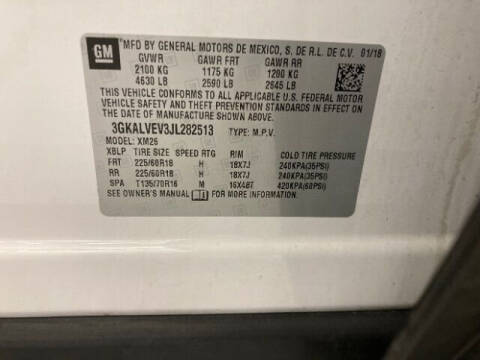 GM
MFD BY GENERAL MOTORS DE MEXICO, S. DE R.L. DE C.V. 01/18
GVWR GAWR FRT GAWR RR
2100 KG 1175 KG 1200 KG
4630 LB 2590 LB 2645 LB
THIS VEHICLE CONFORMS TO ALL APPLICABLE U.S. FEDERAL MOTOR
VEHICLE SAFETY AND THEFT PREVENTION STANDARDS IN EFFECT ON
THE DATE OF MANUFACTURE SHOWN ABOVE.
3GKALVEV3JL282513 TYPE: M.P.V.
MODEL: XM26
XBLP TIRE SIZE SPEED RTG RIM COLD TIRE PRESSURE
FRT 225/60R18 H 18X7J 240KPA(35PSI)
RR 225/60R18 H 18X7J 240KPA(35PSI)
SPA T135/70R16 M 16X4BT 420KPA(60PSI)
SEE OWNER'S MANUAL FOR MORE INFORMATION.